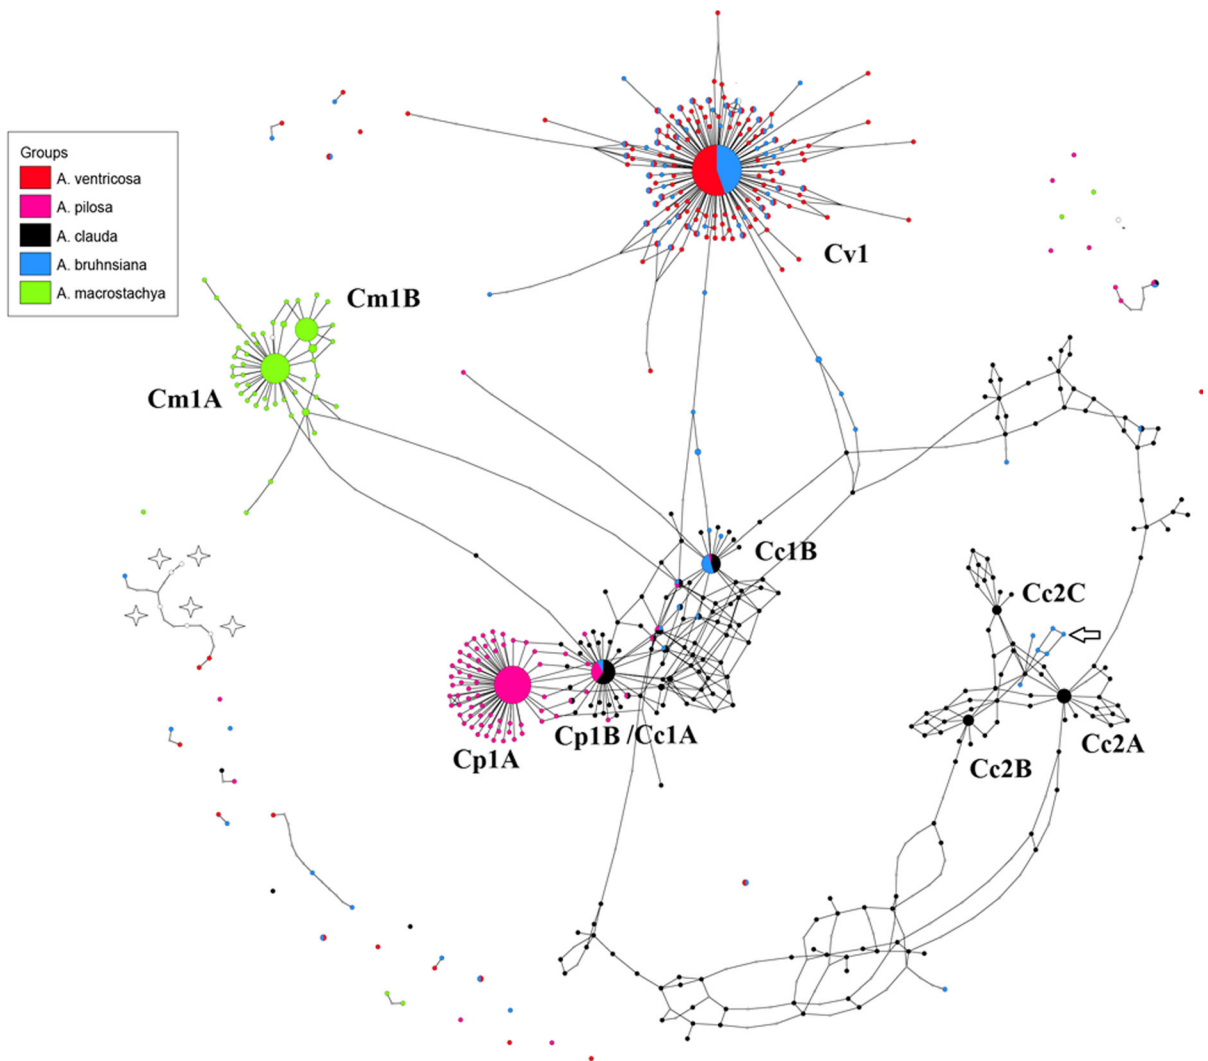 Groups
A. ventricosa
A. pilosa
A. clauda
A. bruhnsiana
A. macrostachya
Cv1
Cm1B
Cm1A
Cc1B
Cc2C
Cp1B /Cc1A
Cp1A
Cc2A
Cc2B